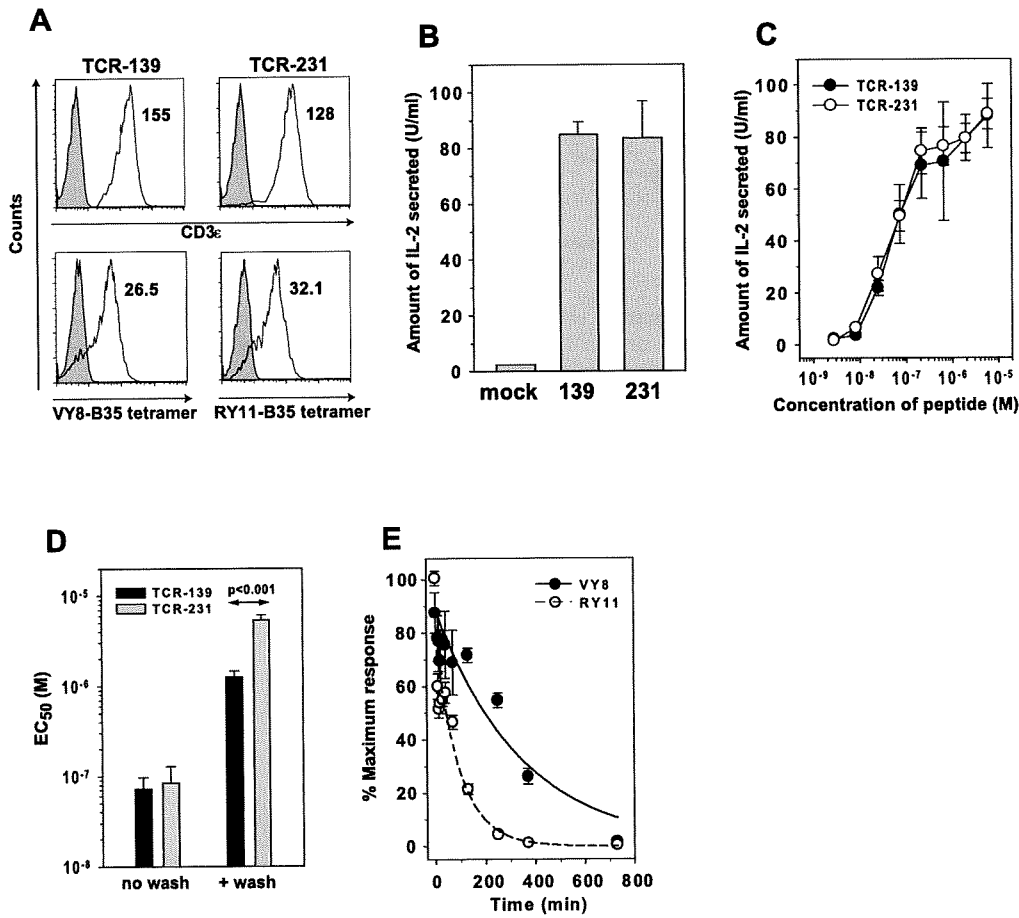 A
TCR-139
TCR-231
155
128
Counts
CD3ε
26.5
32.1
VY8-B35 tetramer
RY11-B35 tetramer
B
Amount of IL-2 secreted (U/ml)
100
80
60
40
20
0
mock
139
231
C
Amount of IL-2 secreted (U/ml)
TCR-139
TCR-231
100
80
60
40
20
0
10⁻⁹ 10⁻⁸ 10⁻⁷ 10⁻⁶ 10⁻⁵
Concentration of peptide (M)
D
EC₅₀ (M)
TCR-139
TCR-231
p<0.001
10⁻⁵
10⁻⁶
10⁻⁷
10⁻⁸
no wash
+ wash
E
% Maximum response
VY8
RY11
100
80
60
40
20
0
0 200 400 600 800
Time (min)